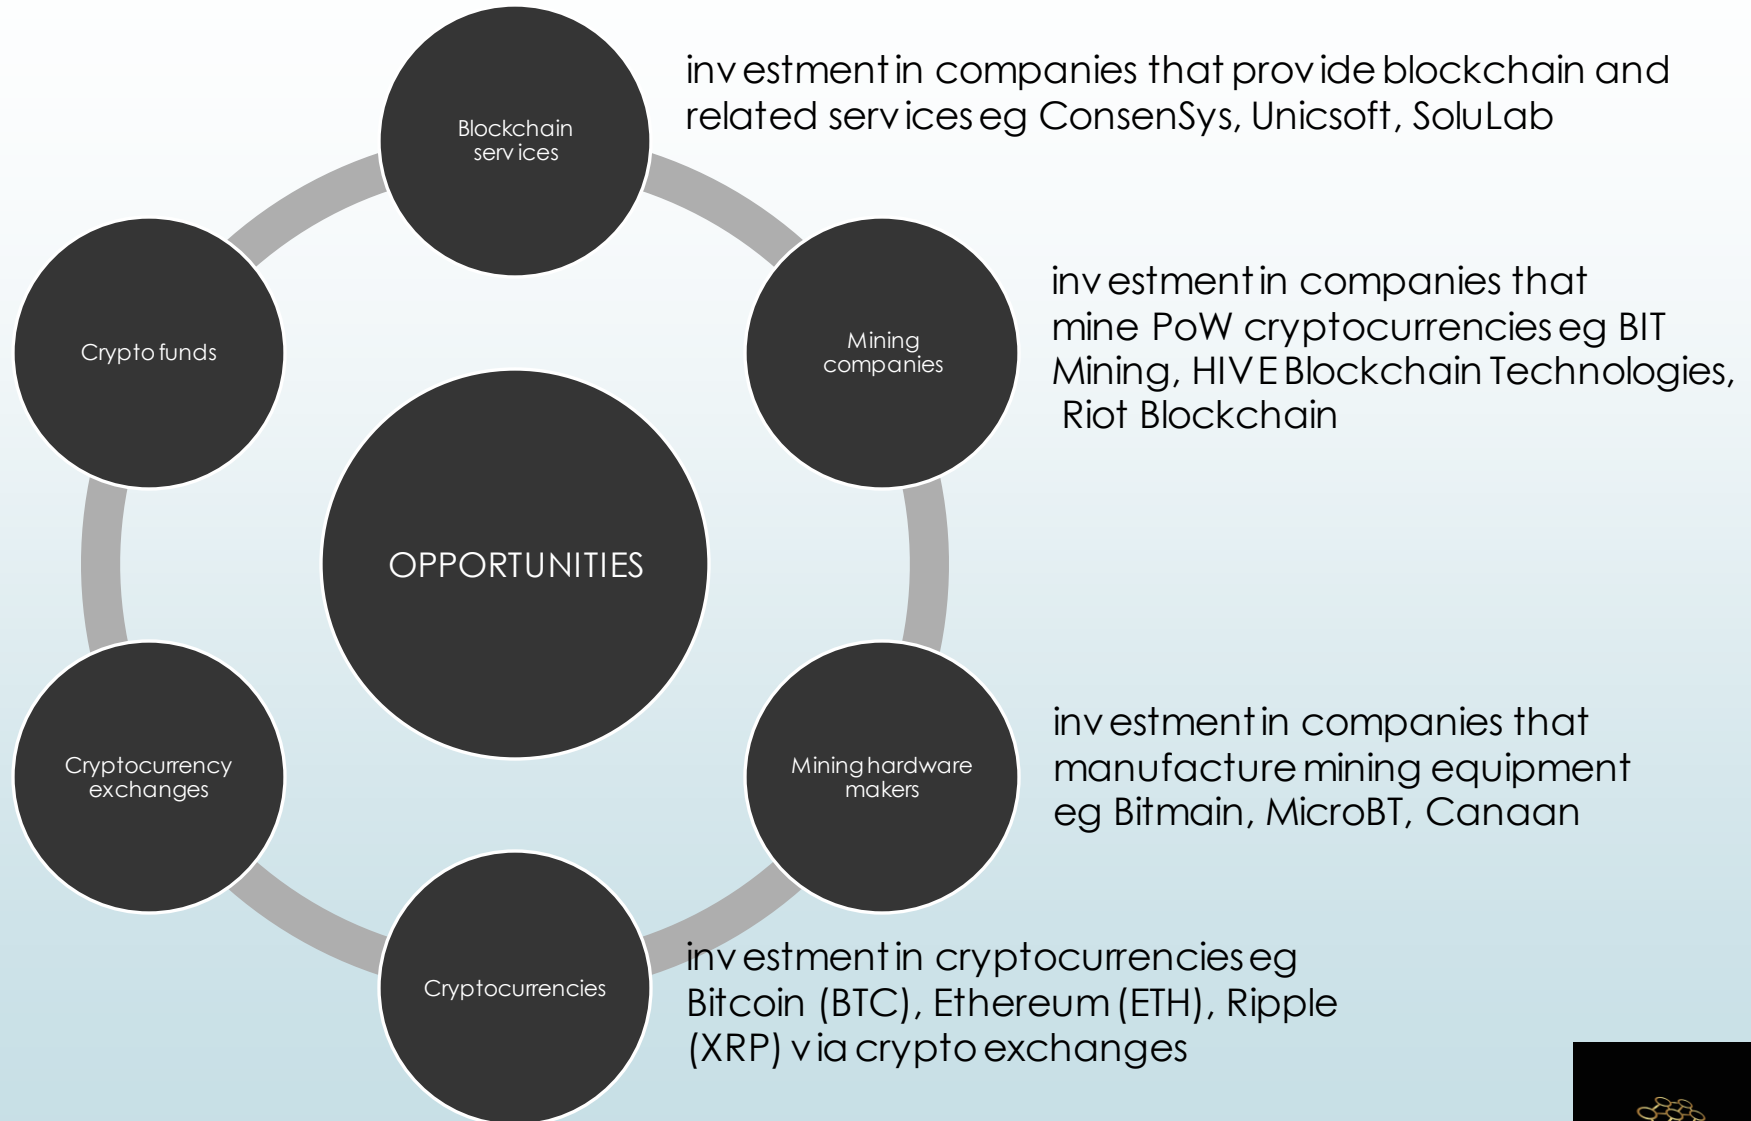 Blockchain
services
investment in companies that provide blockchain and
related services eg ConsenSys, Unicsoft, SoluLab
Crypto funds
Mining
companies
investment in companies that
mine PoW cryptocurrencies eg BIT
Mining, HIVE Blockchain Technologies,
Riot Blockchain
OPPORTUNITIES
Cryptocurrency
exchanges
Mining hardware
makers
investment in companies that
manufacture mining equipment
eg Bitmain, MicroBT, Canaan
Cryptocurrencies
investment in cryptocurrencies eg
Bitcoin (BTC), Ethereum (ETH), Ripple
(XRP) via crypto exchanges